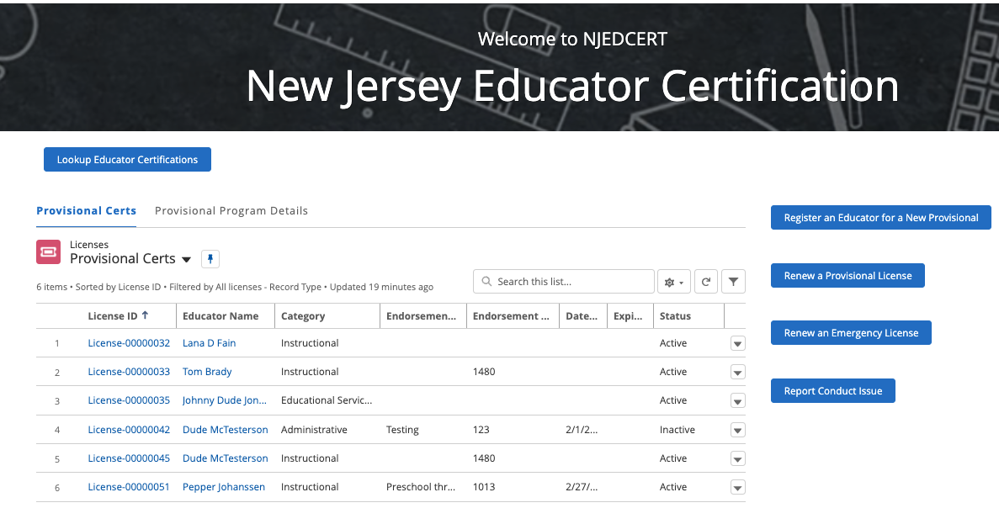 Welcome to NJEDCERT
New Jersey Educator Certification
Lookup Educator Certifications
Provisional Certs Provisional Program Details
Licenses
Provisional Certs
6 items • Sorted by License ID • Filtered by All licenses - Record Type • Updated 19 minutes ago
Search this list...
License ID ↑ Educator Name Category Endorsemen... Endorsement ... Date... Expi... Status
1 License-00000032 Lana D Fain Instructional Active
2 License-00000033 Tom Brady Instructional 1480 Active
3 License-00000035 Johnny Dude Jon... Educational Servic... Active
4 License-00000042 Dude McTesterson Administrative Testing 123 2/1/2... Inactive
5 License-00000045 Dude McTesterson Instructional 1480 Active
6 License-00000051 Pepper Johanssen Instructional Preschool thr... 1013 2/27/... Active
Register an Educator for a New Provisional
Renew a Provisional License
Renew an Emergency License
Report Conduct Issue